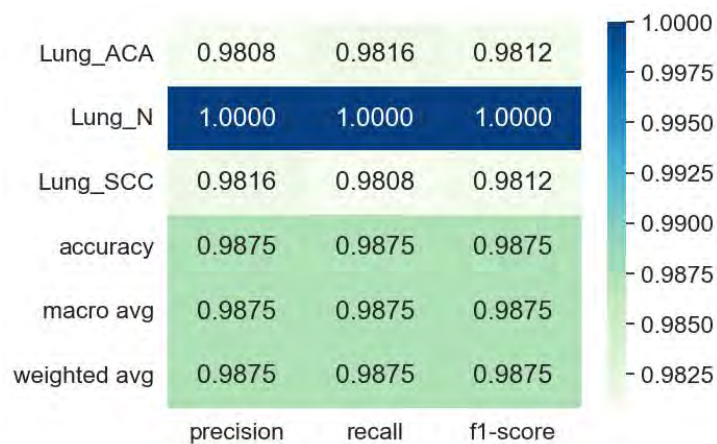 Lung_ACA 0.9808 0.9816 0.9812
Lung_N 1.0000 1.0000 1.0000
Lung_SCC 0.9816 0.9808 0.9812
accuracy 0.9875 0.9875 0.9875
macro avg 0.9875 0.9875 0.9875
weighted avg 0.9875 0.9875 0.9875
precision recall f1-score
1.0000
0.9975
0.9950
0.9925
0.9900
0.9875
0.9850
0.9825